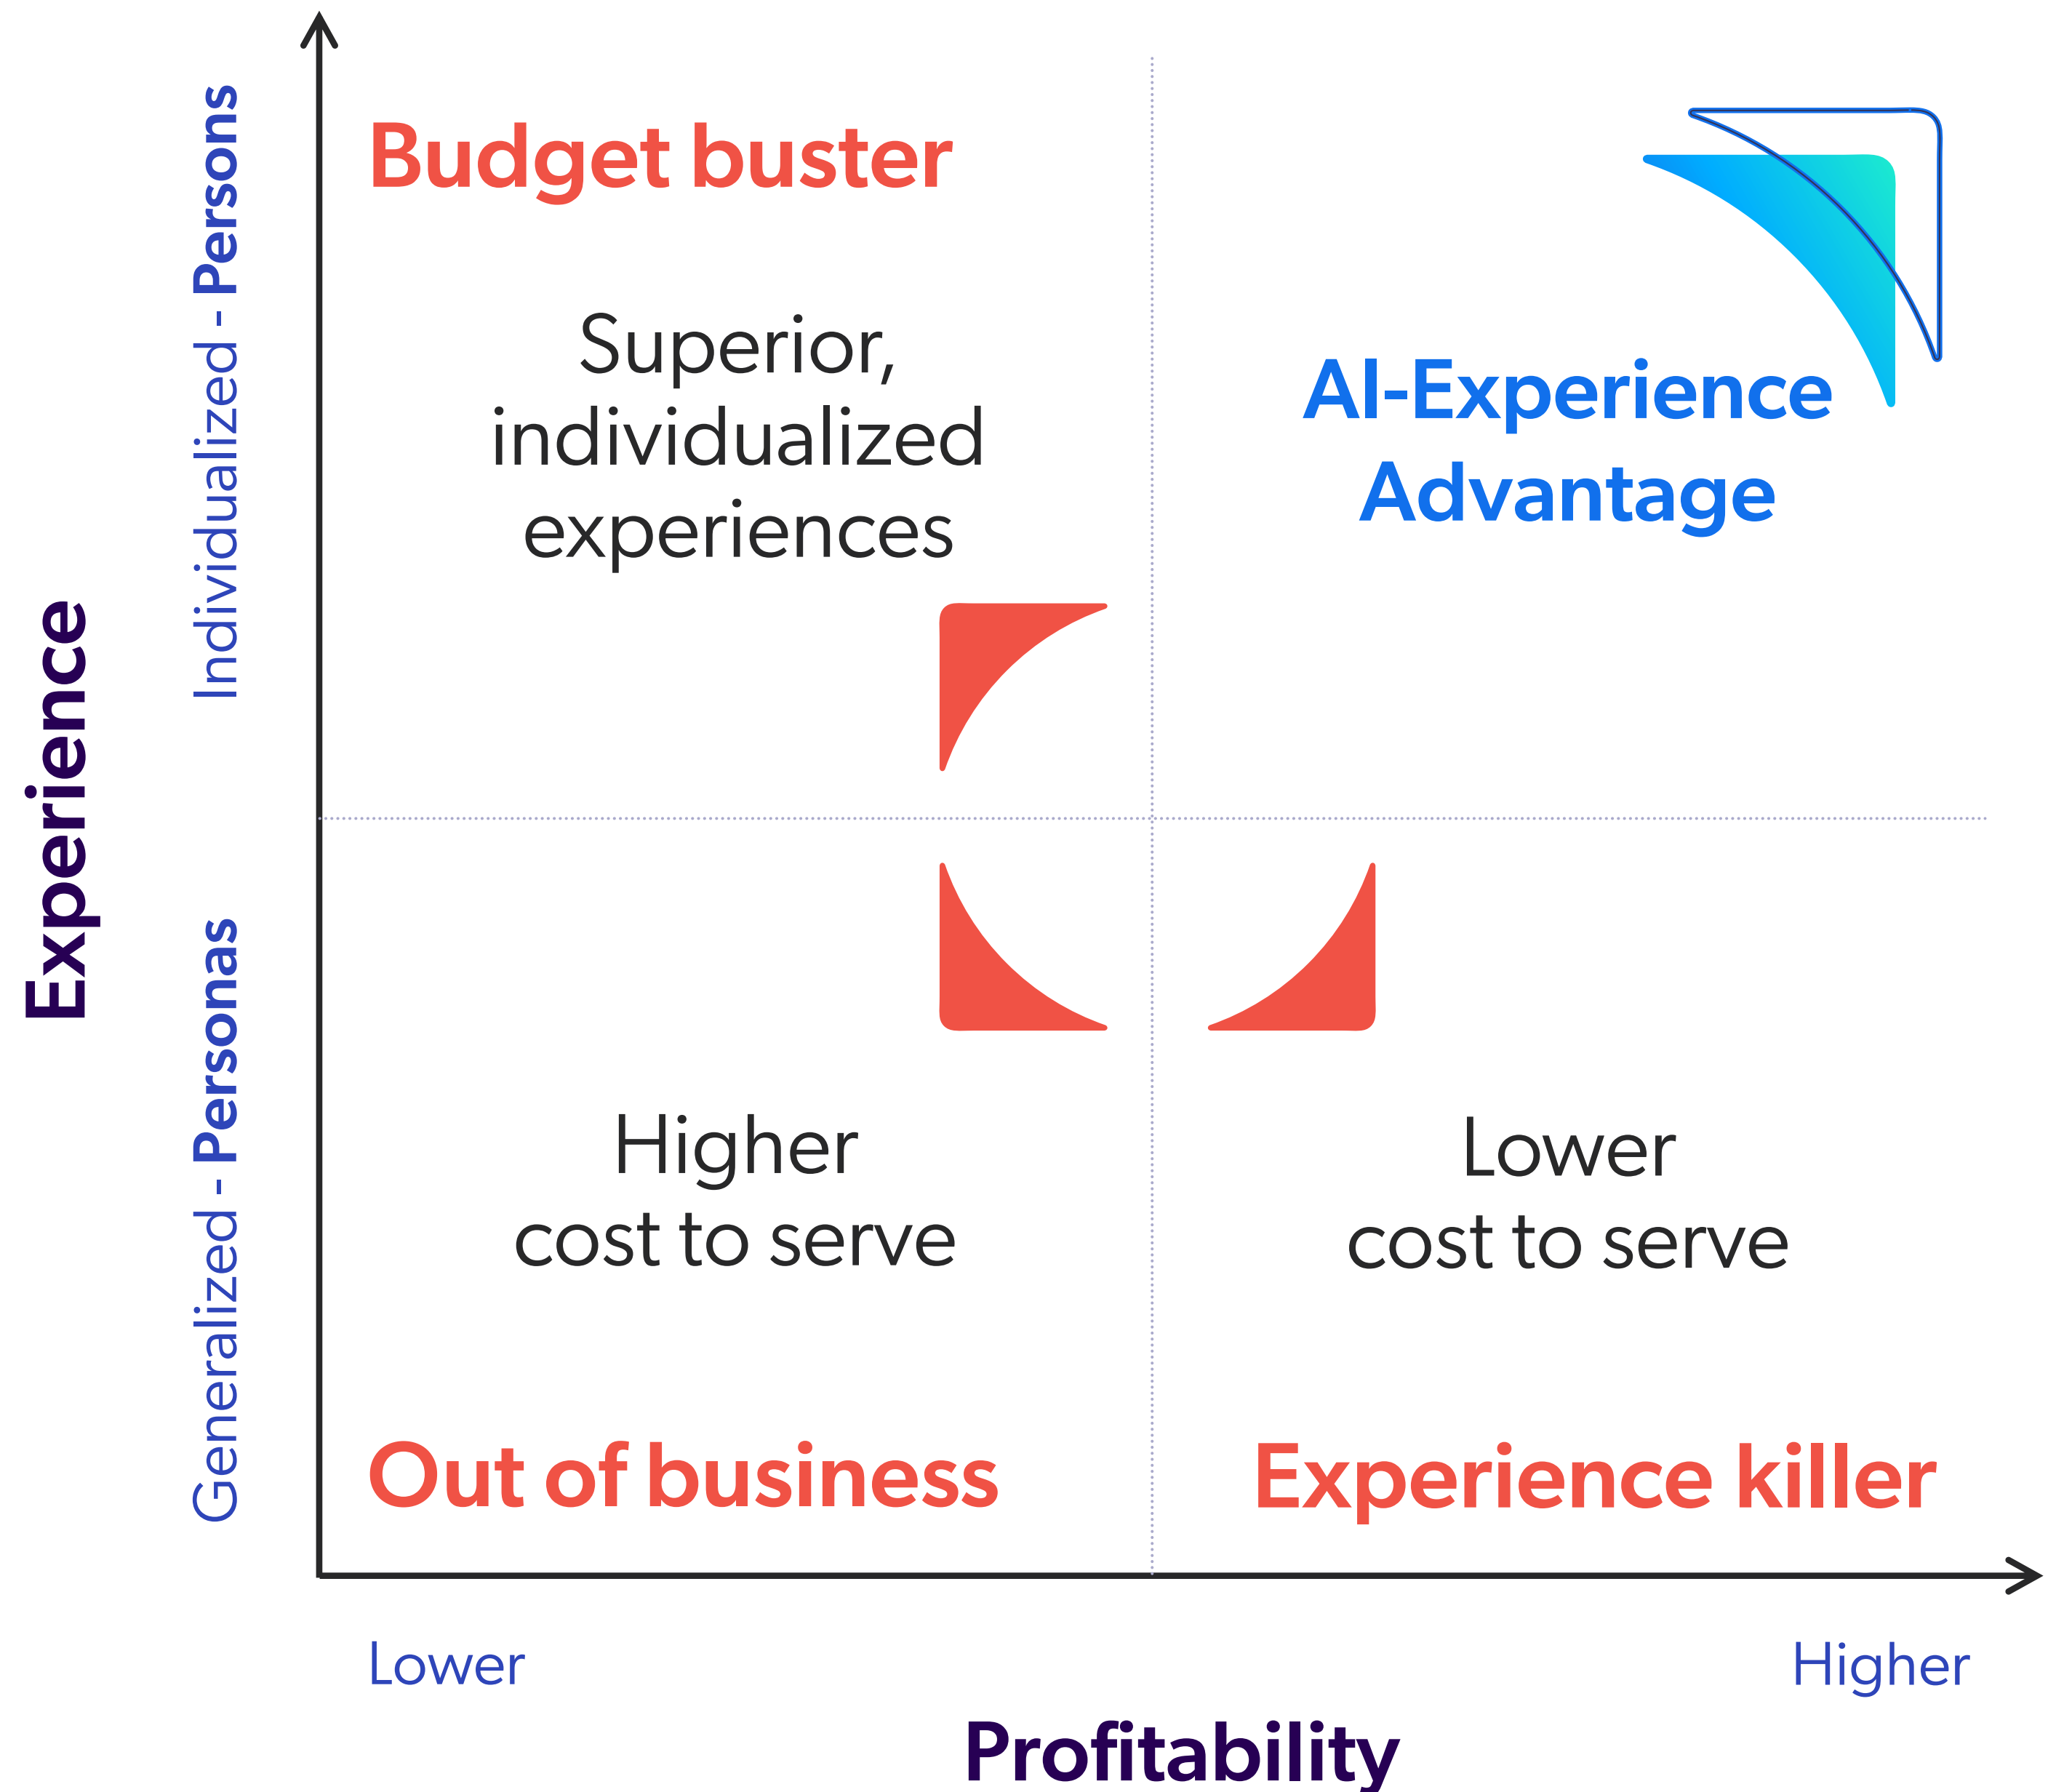 Experience
Individualized - Persons
Generalized - Personas
Budget buster
Superior,
individualized
experiences
AI-Experience
Advantage
Higher
cost to serve
Out of business
Lower
cost to serve
Experience killer
Lower
Higher
Profitability